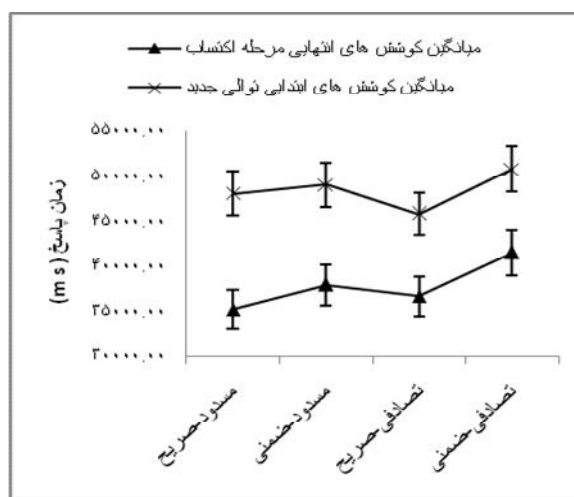 میانگین کوشش های انتهایی مرحله اکتساب
میانگین کوشش های ابتدایی توالی جدید
زمان پاسخ (m s)
۵۵۰۰۰.۰۰
۵۰۰۰۰.۰۰
۴۵۰۰۰.۰۰
۴۰۰۰۰.۰۰
۳۵۰۰۰.۰۰
۳۰۰۰۰.۰۰
مسدود-صریح
مسدود-ضمنی
تصادفی-صریح
تصادفی-ضمنی